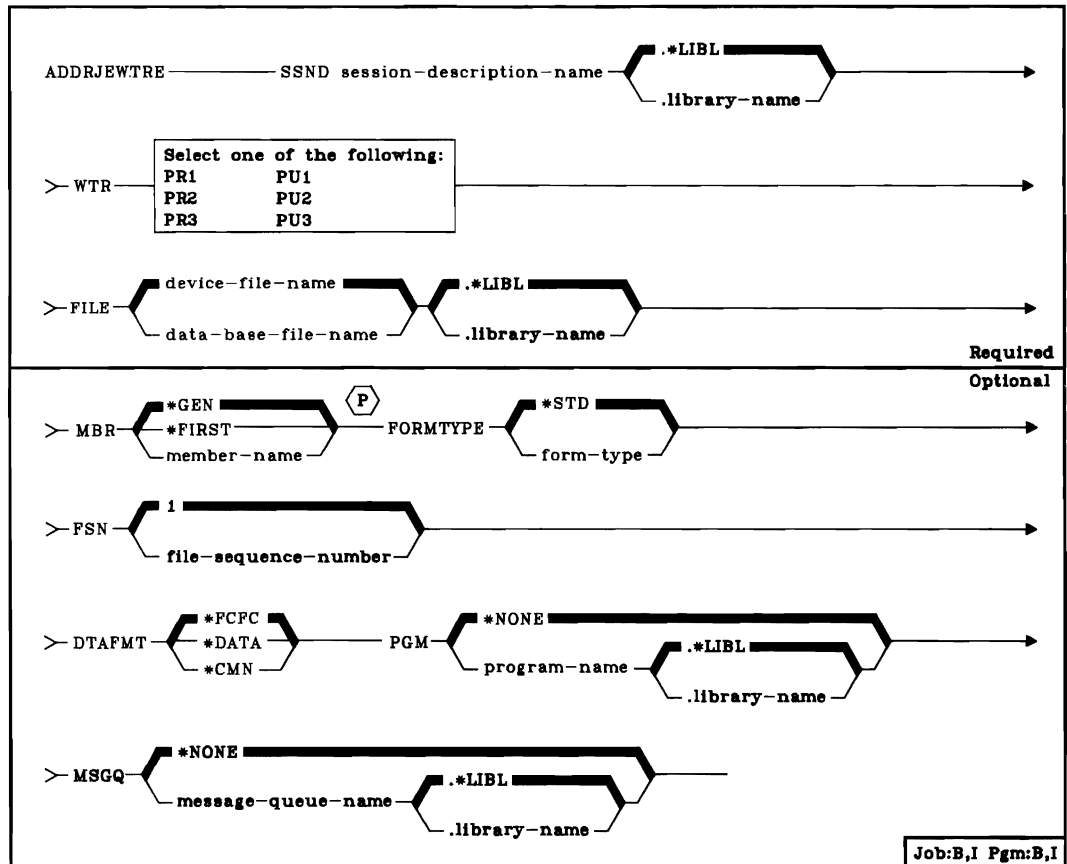 .*LIBL
ADDRJEWTRE SSND session-description-name
.library-name
Select one of the following:
PR1 PU1
WTR
PR2 PU2
PR3 PU3
device-file-name .*LIBL
FILE
data-base-file-name .library-name
Required
Optional
*GEN P *STD
MBR *FIRST FORMTYPE
member-name form-type
1
FSN
file-sequence-number
*FCFC *NONE
DTAFMT *DATA PGM .*LIBL
*CMN program-name
.library-name
*NONE
MSGQ .*LIBL
message-queue-name
.library-name
Job:B,I Pgm:B,I